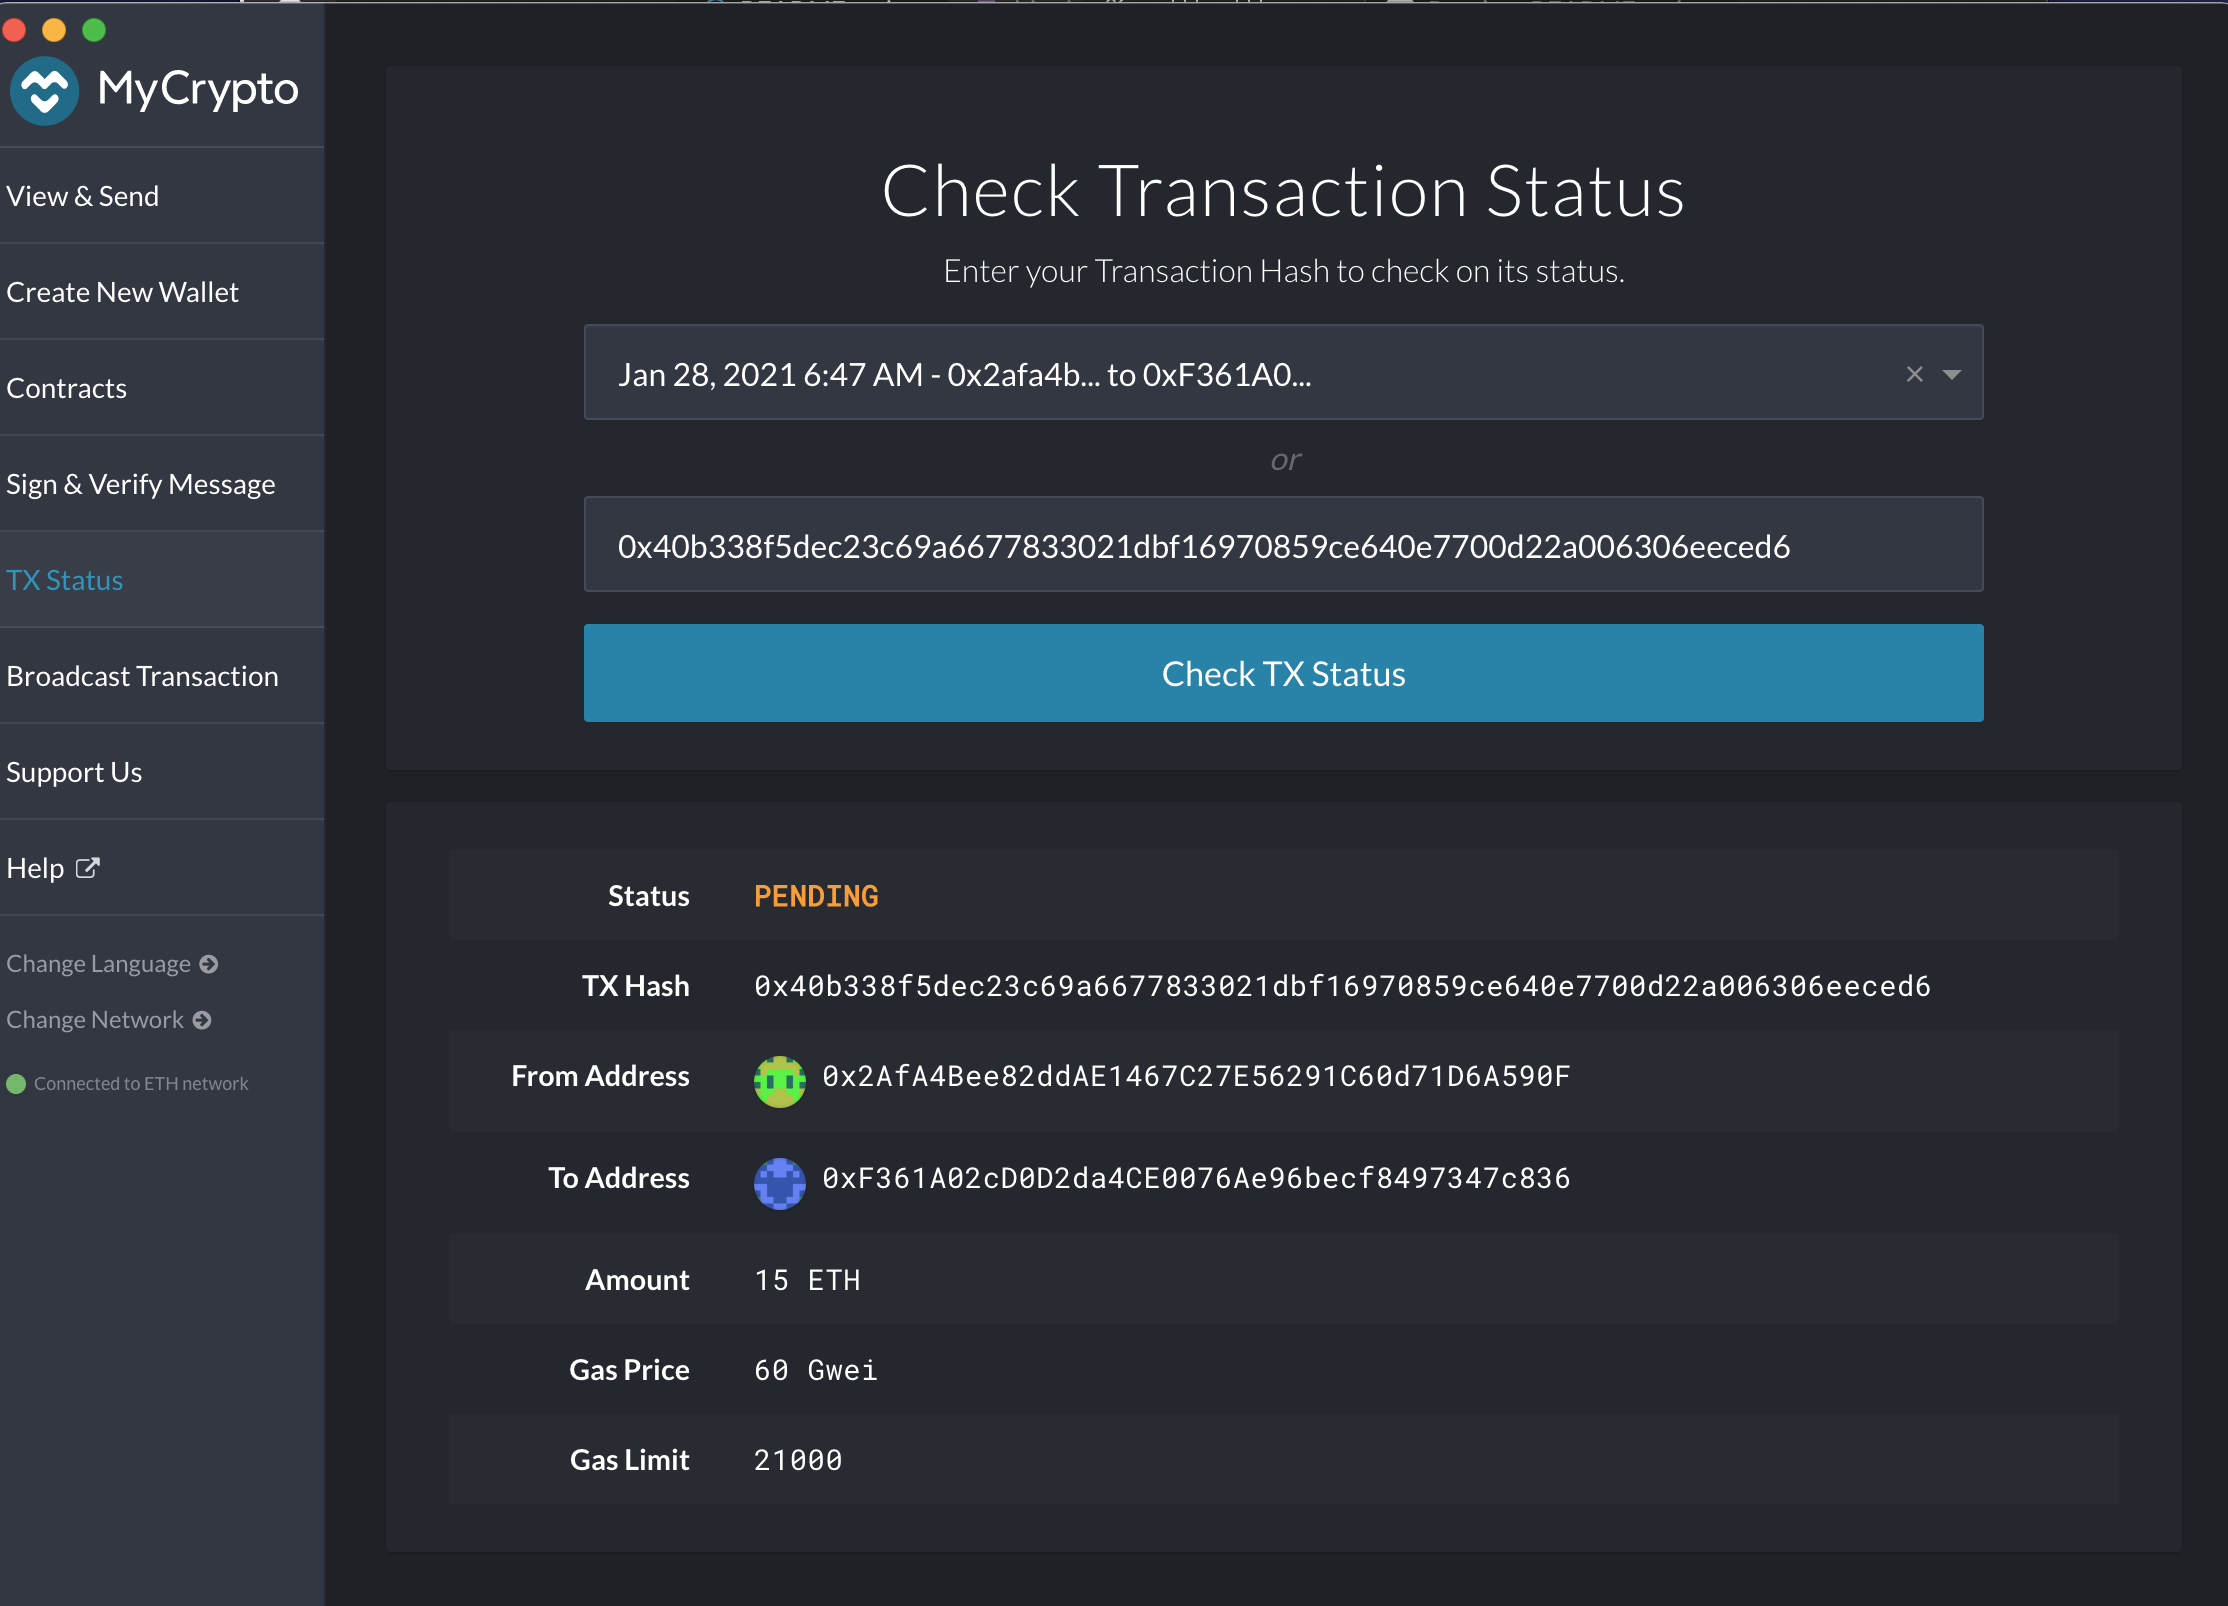 MyCrypto
View & Send
Create New Wallet
Contracts
Sign & Verify Message
TX Status
Broadcast Transaction
Support Us
Help
Change Language
Change Network
Connected to ETH network
Check Transaction Status
Enter your Transaction Hash to check on its status.
Jan 28, 2021 6:47 AM - 0x2afa4b... to 0xF361A0...
or
0x40b338f5dec23c69a6677833021dbf16970859ce640e7700d22a006306eeced6
Check TX Status
Status PENDING
TX Hash 0x40b338f5dec23c69a6677833021dbf16970859ce640e7700d22a006306eeced6
From Address 0x2AfA4Bee82ddAE1467C27E56291C60d71D6A590F
To Address 0xF361A02cD0D2da4CE0076Ae96becf8497347c836
Amount 15 ETH
Gas Price 60 Gwei
Gas Limit 21000